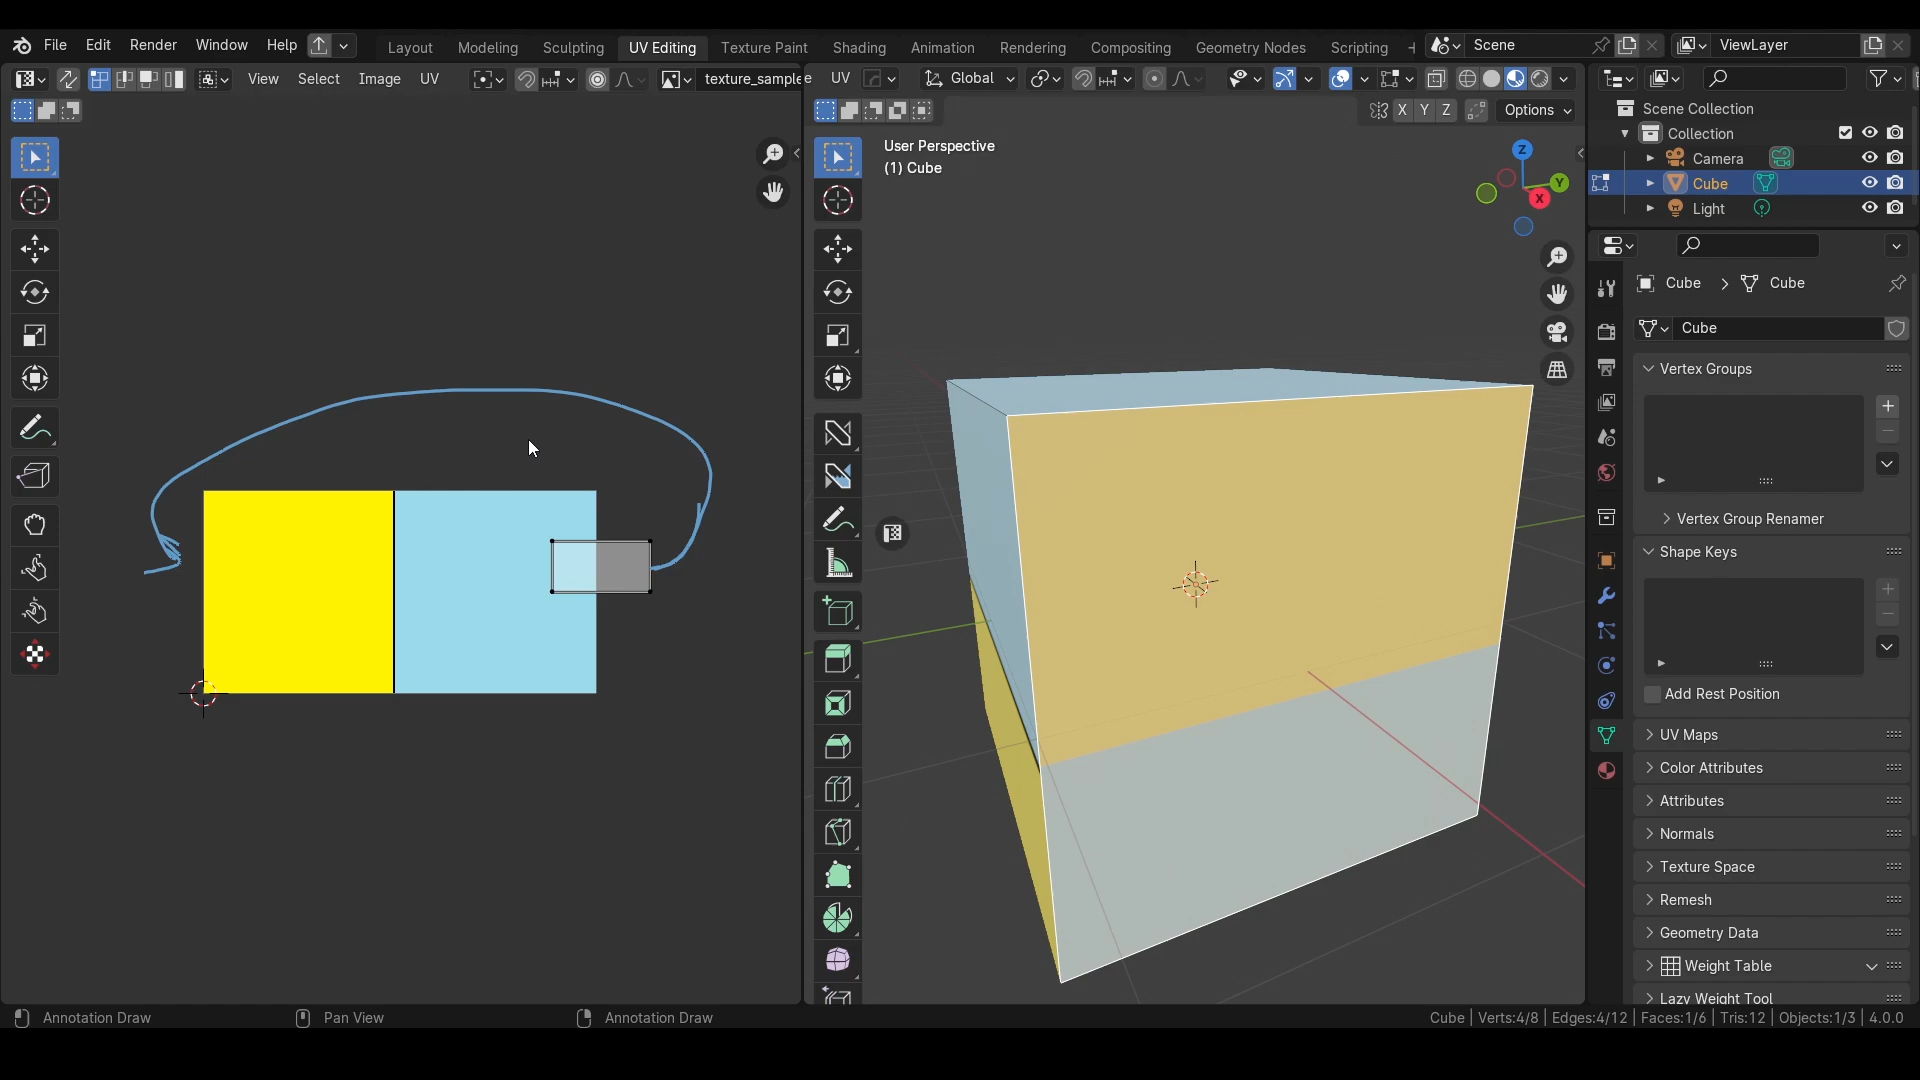 File Edit Render Window Help Layout Modeling Sculpting UV Editing Texture Paint Shading Animation Rendering Compositing Geometry Nodes Scripting Scene ViewLayer
View Select Image UV texture_sample UV Global
X Y Z Options
User Perspective
(1) Cube
Z
Y
X
Scene Collection
Collection
Camera
Cube
Light
Cube > Cube
Cube
Vertex Groups
Vertex Group Renamer
Shape Keys
Add Rest Position
UV Maps
Color Attributes
Attributes
Normals
Texture Space
Remesh
Geometry Data
Weight Table
Lazy Weight Tool
Annotation Draw Pan View Annotation Draw Cube | Verts:4/8 | Edges:4/12 | Faces:1/6 | Tris:12 | Objects:1/3 | 4.0.0